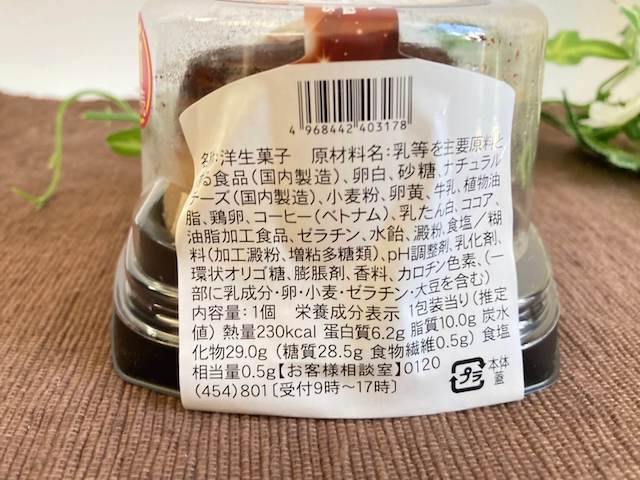 4 968442 403178
名:洋生菓子 原材料名:乳等を主要原料と
る食品(国内製造)、卵白、砂糖、ナチュラル
チーズ(国内製造)、小麦粉、卵黄、牛乳、植物油
脂、鶏卵、コーヒー(ベトナム)、乳たん白、ココア、
油脂加工食品、ゼラチン、水飴、澱粉、食塩/糊
料(加工澱粉、増粘多糖類)、pH調整剤、乳化剤、
環状オリゴ糖、膨脹剤、香料、カロチン色素、(一
部に乳成分・卵・小麦・ゼラチン・大豆を含む)
内容量:1個 栄養成分表示 1包装当り(推定
値) 熱量230kcal 蛋白質6.2g 脂質10.0g 炭水
化物29.0g (糖質28.5g 食物繊維0.5g) 食塩
相当量0.5g【お客様相談室】0120
(454)801〔受付9時〜17時〕
プラ
本体
蓋